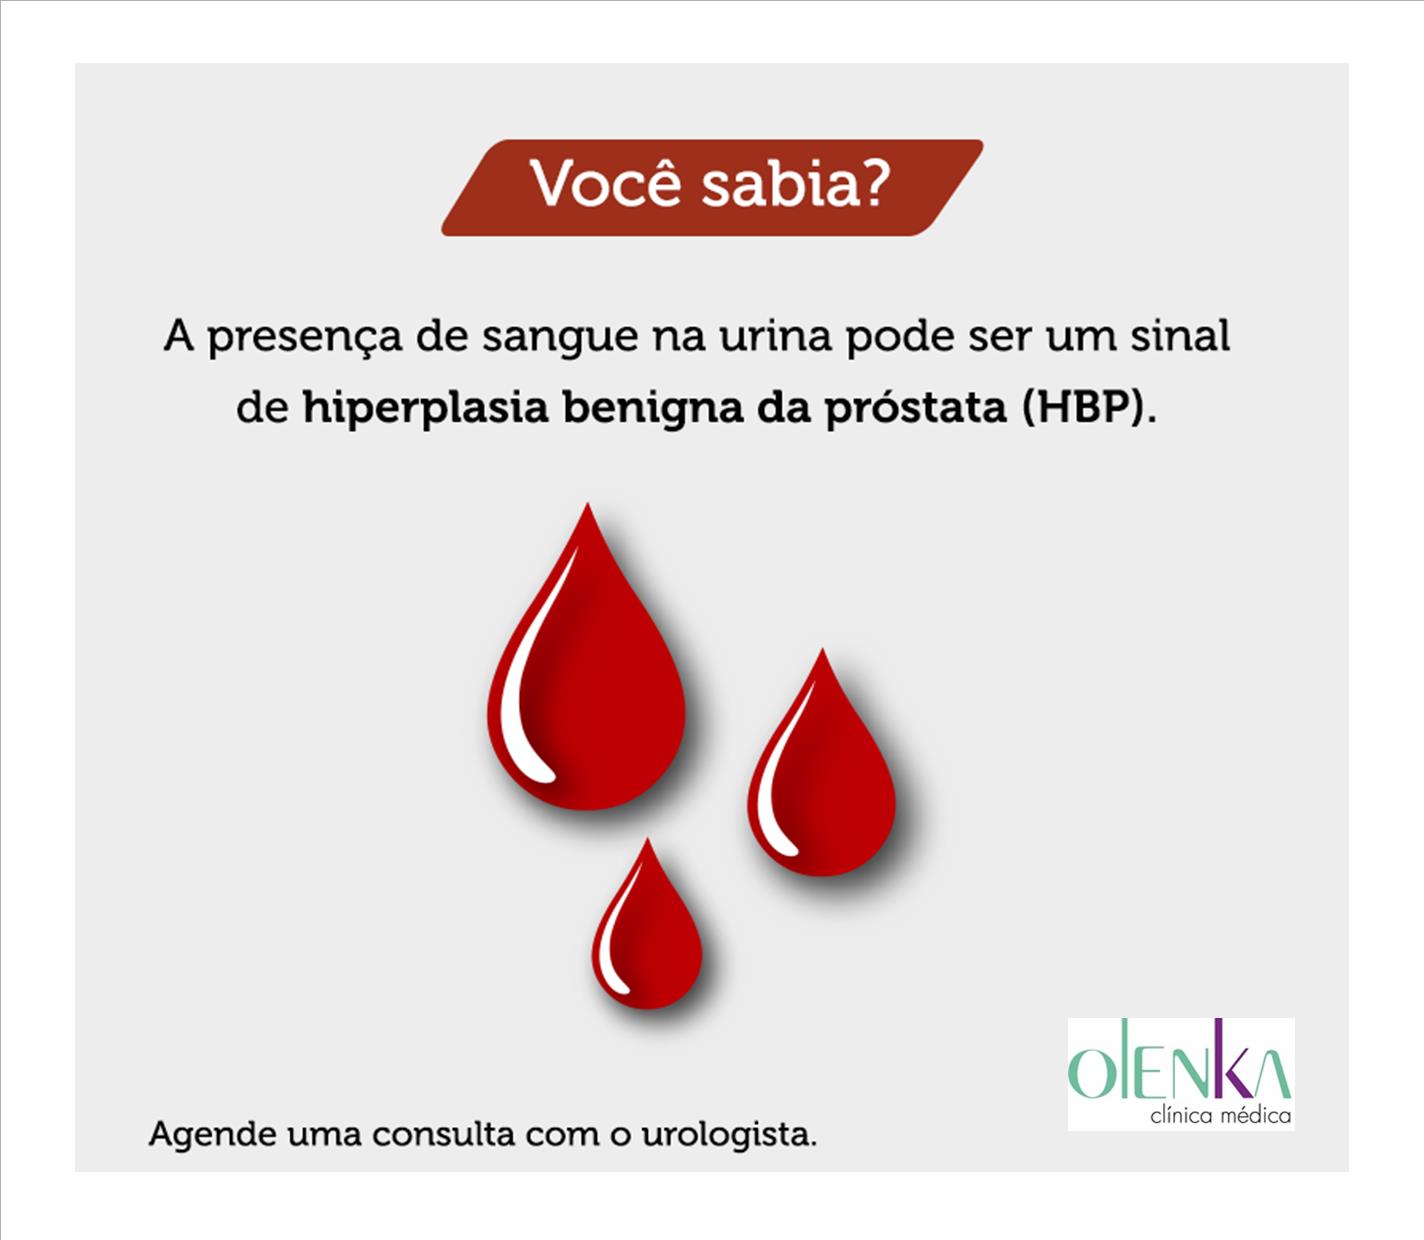 Você sabia?
A presença de sangue na urina pode ser um sinal
de hiperplasia benigna da próstata (HBP).
Agende uma consulta com o urologista.
OlENKA
clínica médica